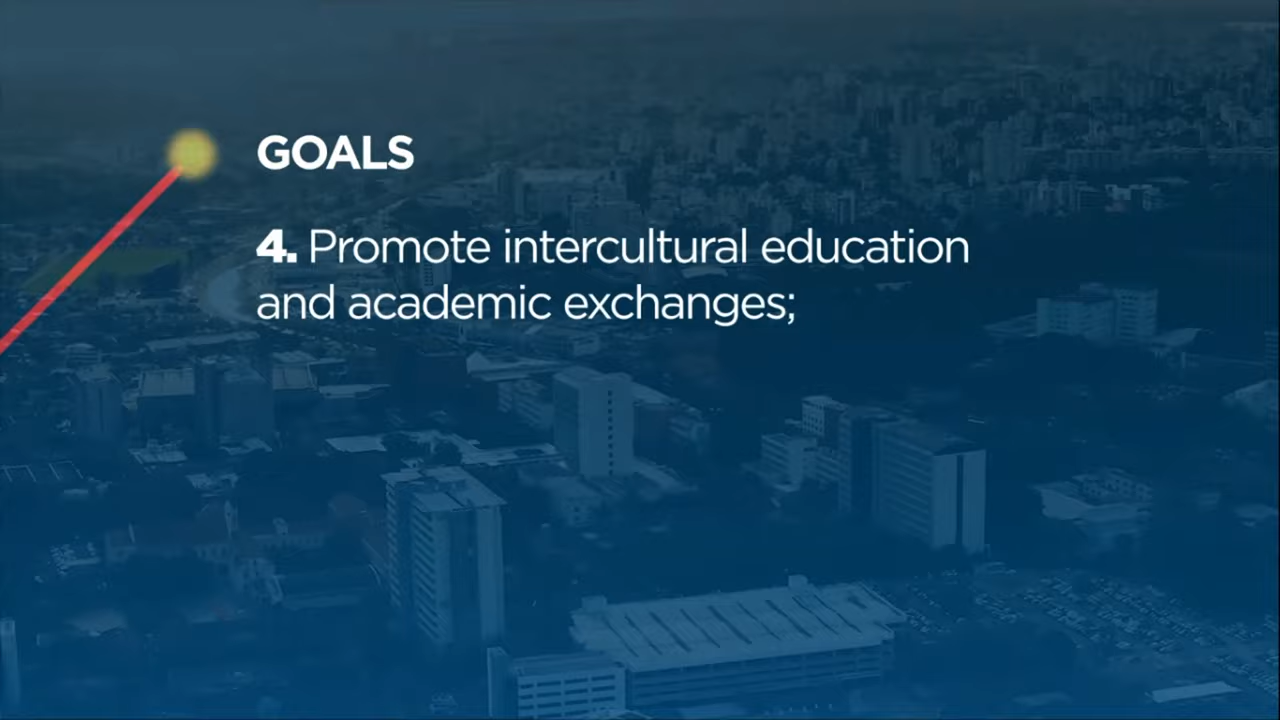 GOALS
4. Promote intercultural education
and academic exchanges;